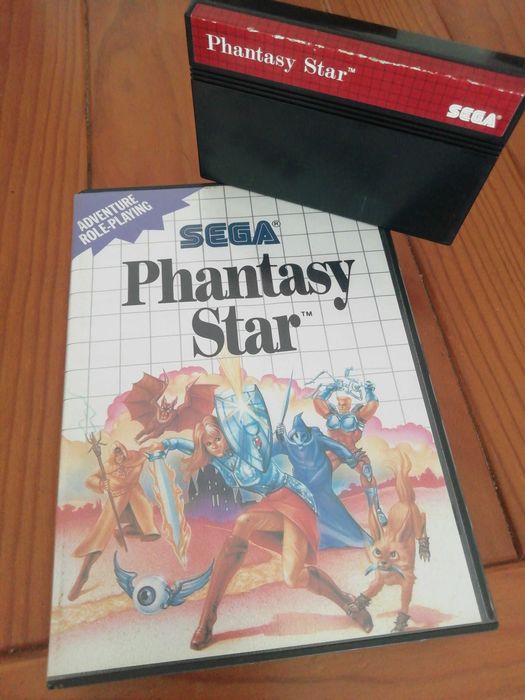 Phantasy Star™
SEGA®
ADVENTURE
ROLE-PLAYING
SEGA®
Phantasy
Star™